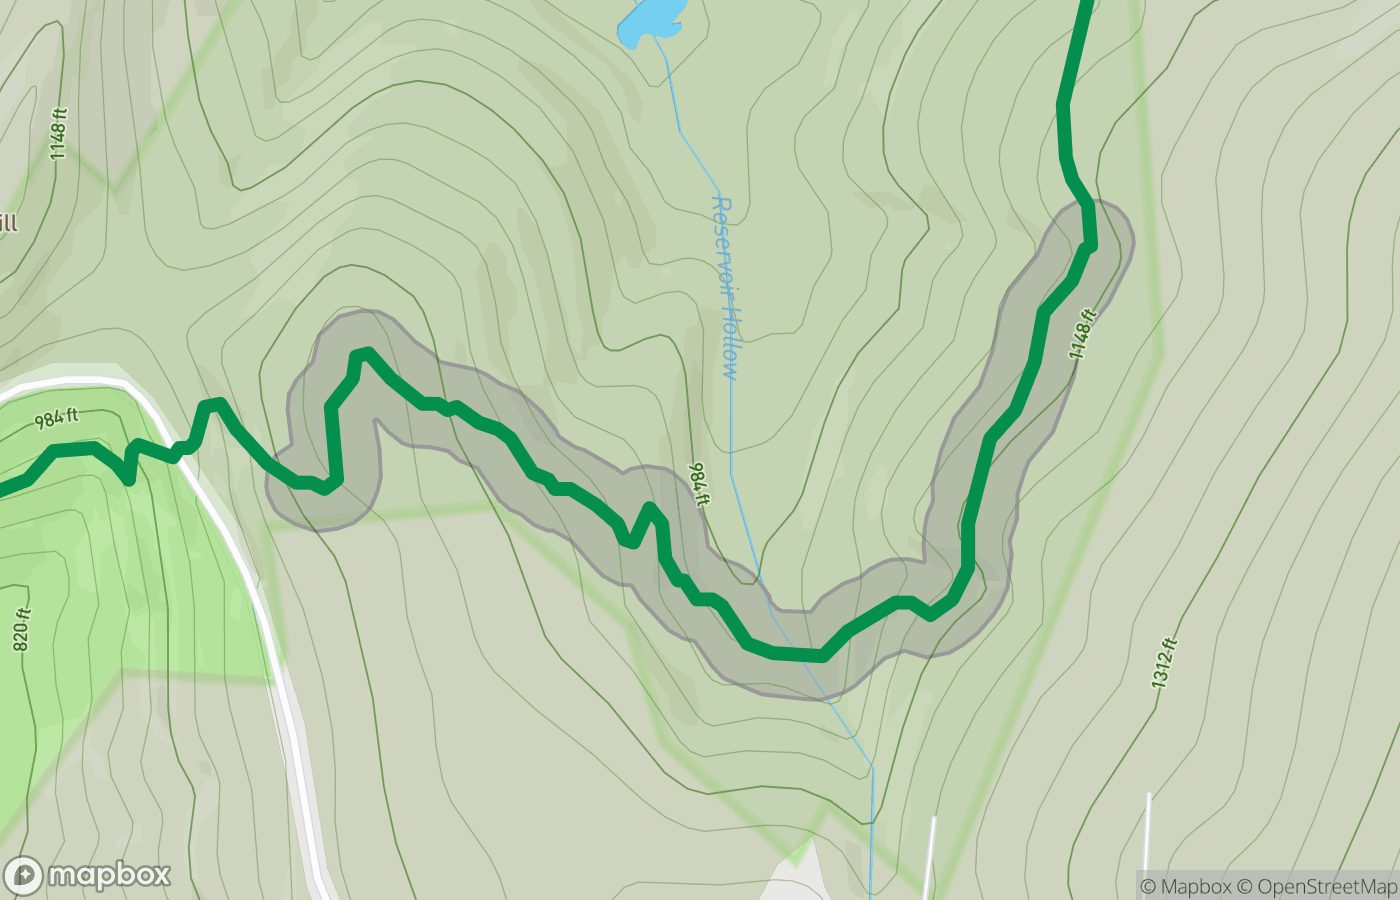 1148 ft
ill
984 ft
Reservoir Hollow
1148 ft
984 ft
820 ft
1312 ft
mapbox
© Mapbox © OpenStreetMap